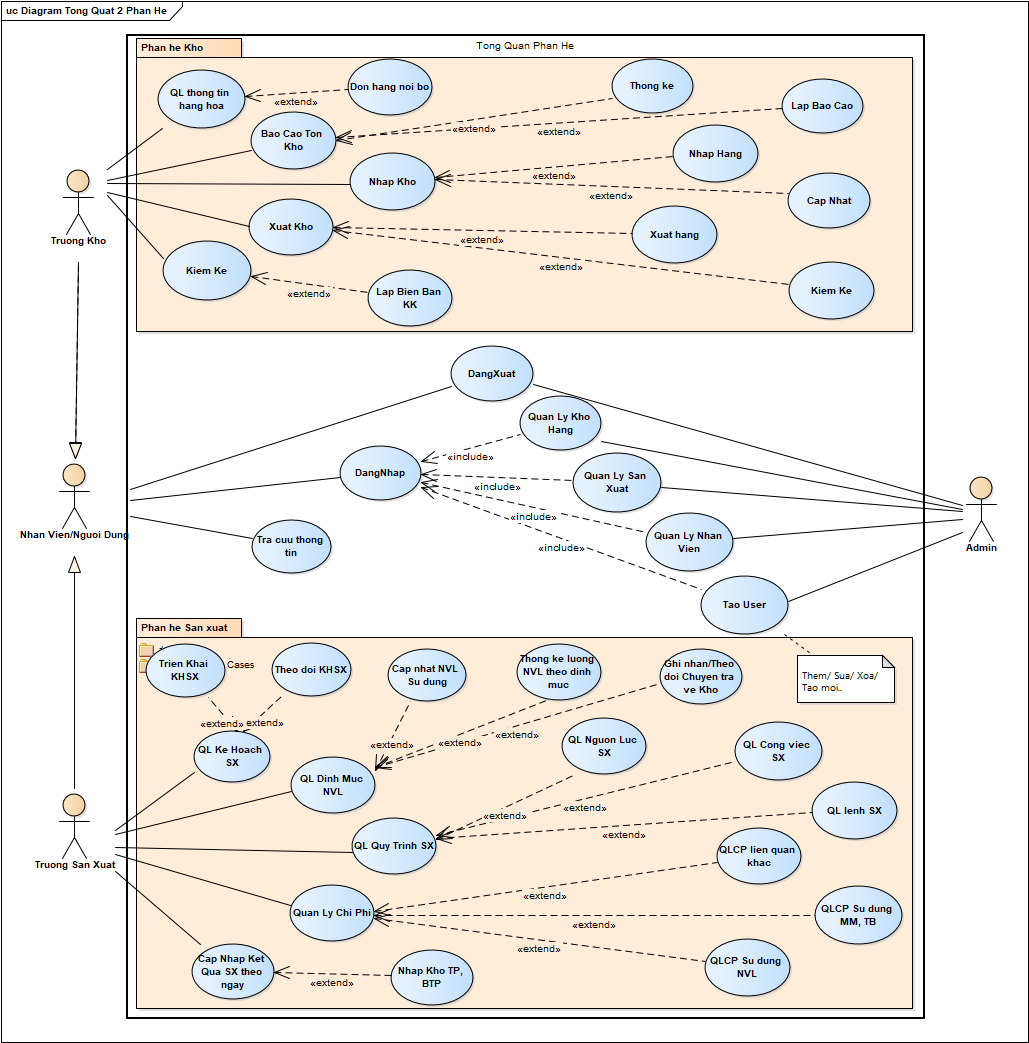 uc Diagram Tong Quat 2 Phan He
Tong Quan Phan He
Phan he Kho
QL thong tin
hang hoa
Don hang noi bo
«extend»
Thong ke
Lap Bao Cao
Bao Cao Ton
Kho
«extend»
«extend»
Nhap Hang
Nhap Kho
«extend»
«extend»
Cap Nhat
Truong Kho
Xuat Kho
«extend»
Xuat hang
«extend»
Kiem Ke
«extend»
Lap Bien Ban
KK
Kiem Ke
DangXuat
Quan Ly Kho
Hang
«include»
DangNhap
Quan Ly San
Xuat
«include»
«include»
Nhan Vien/Nguoi Dung
Tra cuu thong
tin
Quan Ly Nhan
Vien
«include»
Admin
Tao User
Phan he San xuat
Them/ Sua/ Xoa/
Tao moi..
Cases
Trien Khai
KHSX
Theo doi KHSX
Cap nhat NVL
Su dung
Thong ke luong
NVL theo dinh
muc
Ghi nhan/Theo
doi Chuyen tra
ve Kho
«extend»
extend»
«extend»
«extend»
«extend»
QL Ke Hoach
SX
QL Nguon Luc
SX
QL Cong viec
SX
QL Dinh Muc
NVL
«extend»
«extend»
QL lenh SX
«extend»
QL Quy Trinh SX
QLCP lien quan
khac
Truong San Xuat
«extend»
Quan Ly Chi Phi
«extend»
QLCP Su dung
MM, TB
«extend»
QLCP Su dung
NVL
Cap Nhap Ket
Qua SX theo
ngay
«extend»
Nhap Kho TP,
BTP